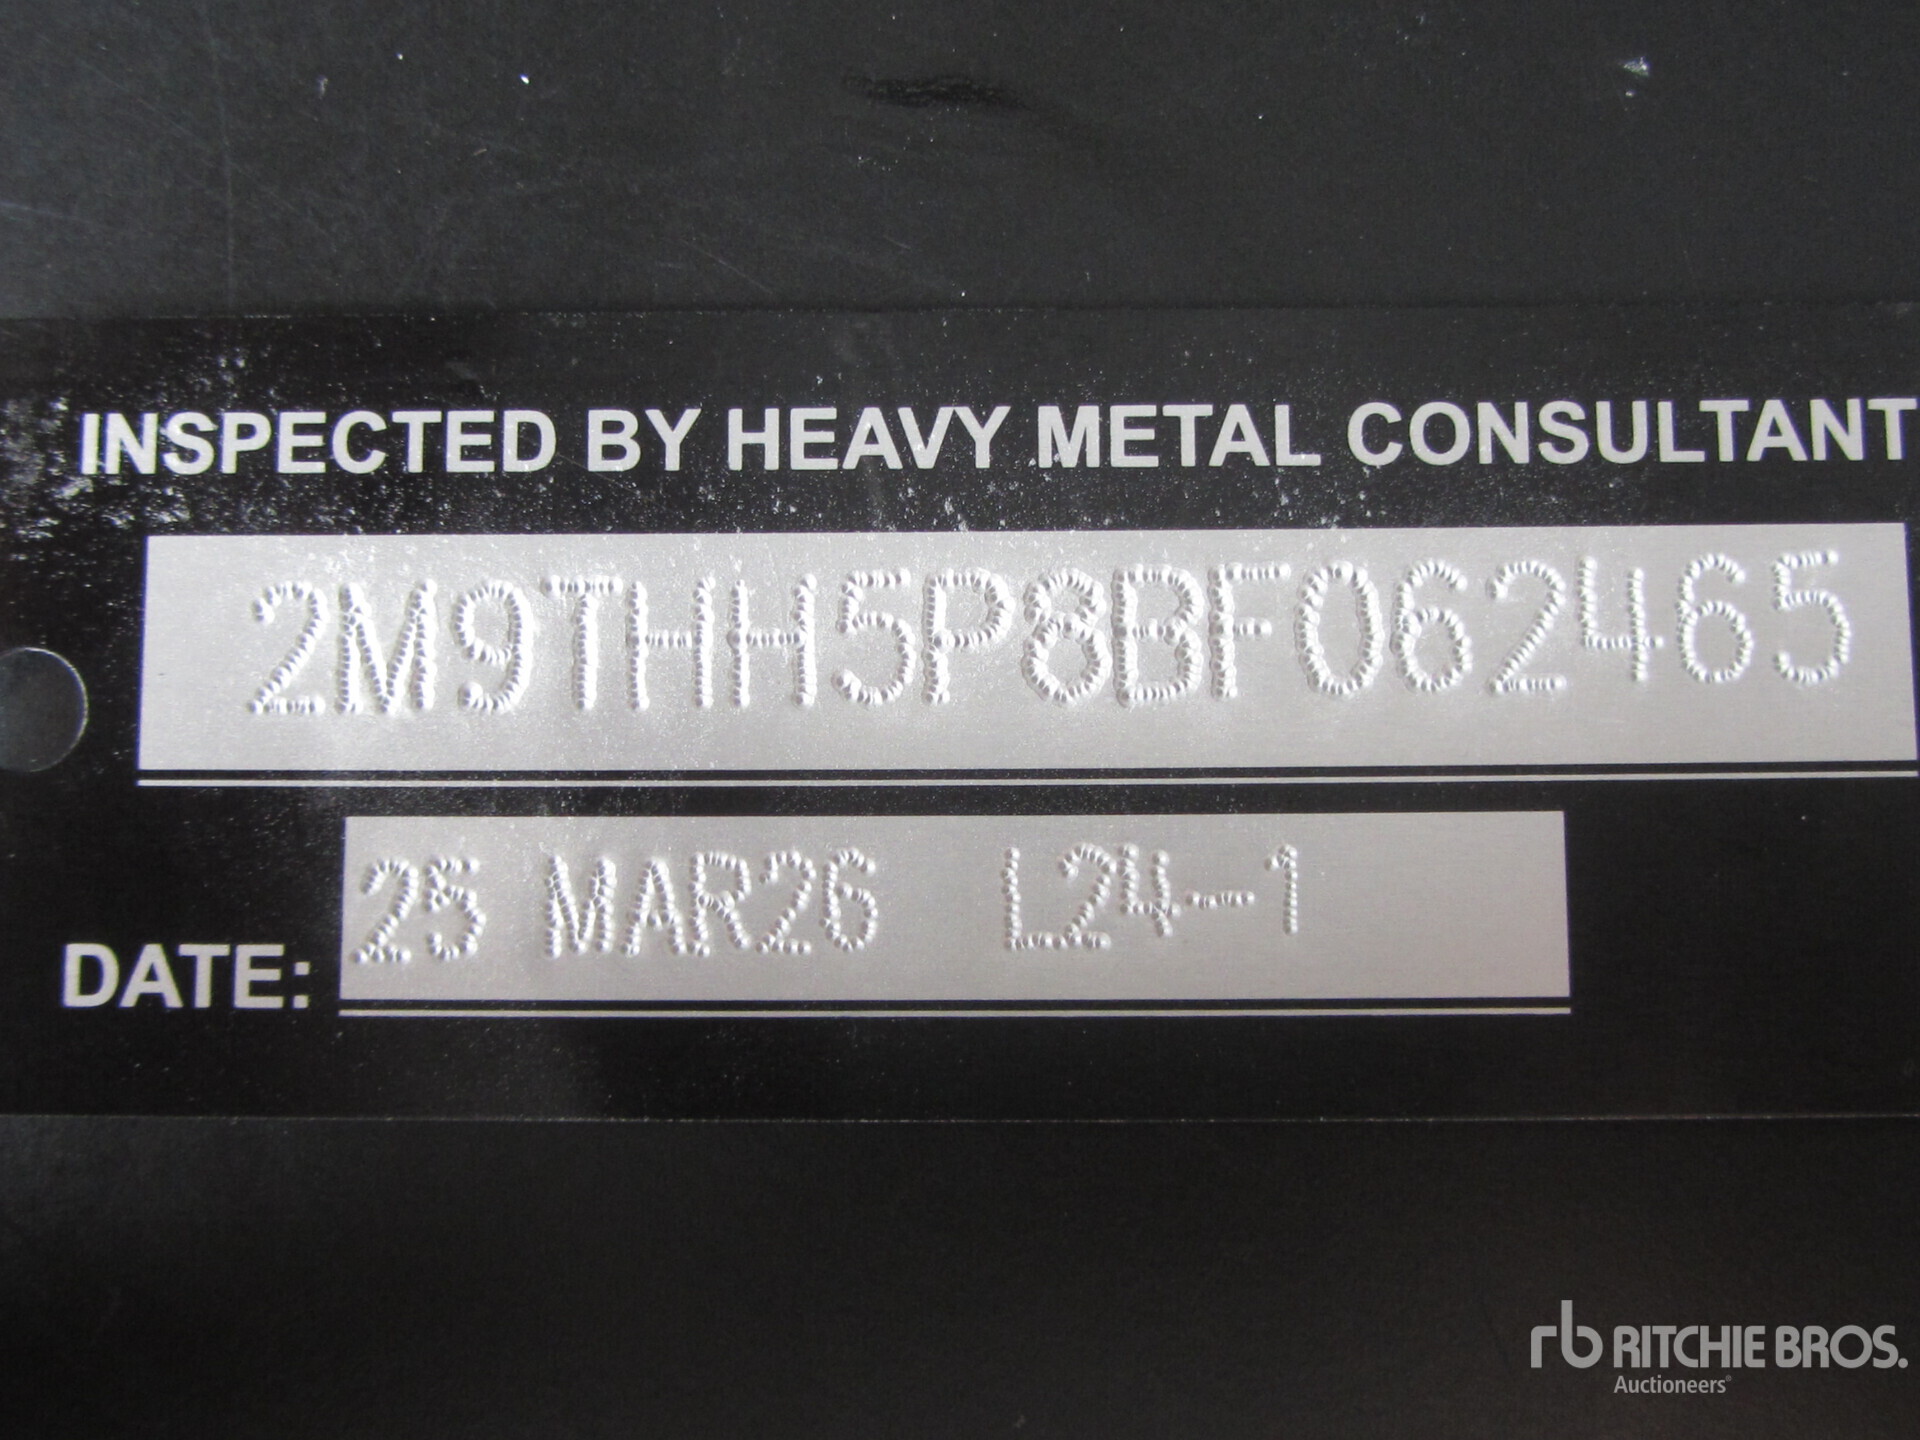 INSPECTED BY HEAVY METAL CONSULTANT
2M9THH5P8BF062465
DATE: 25 MAR26 L24-1
rb RITCHIE BROS.
Auctioneers®